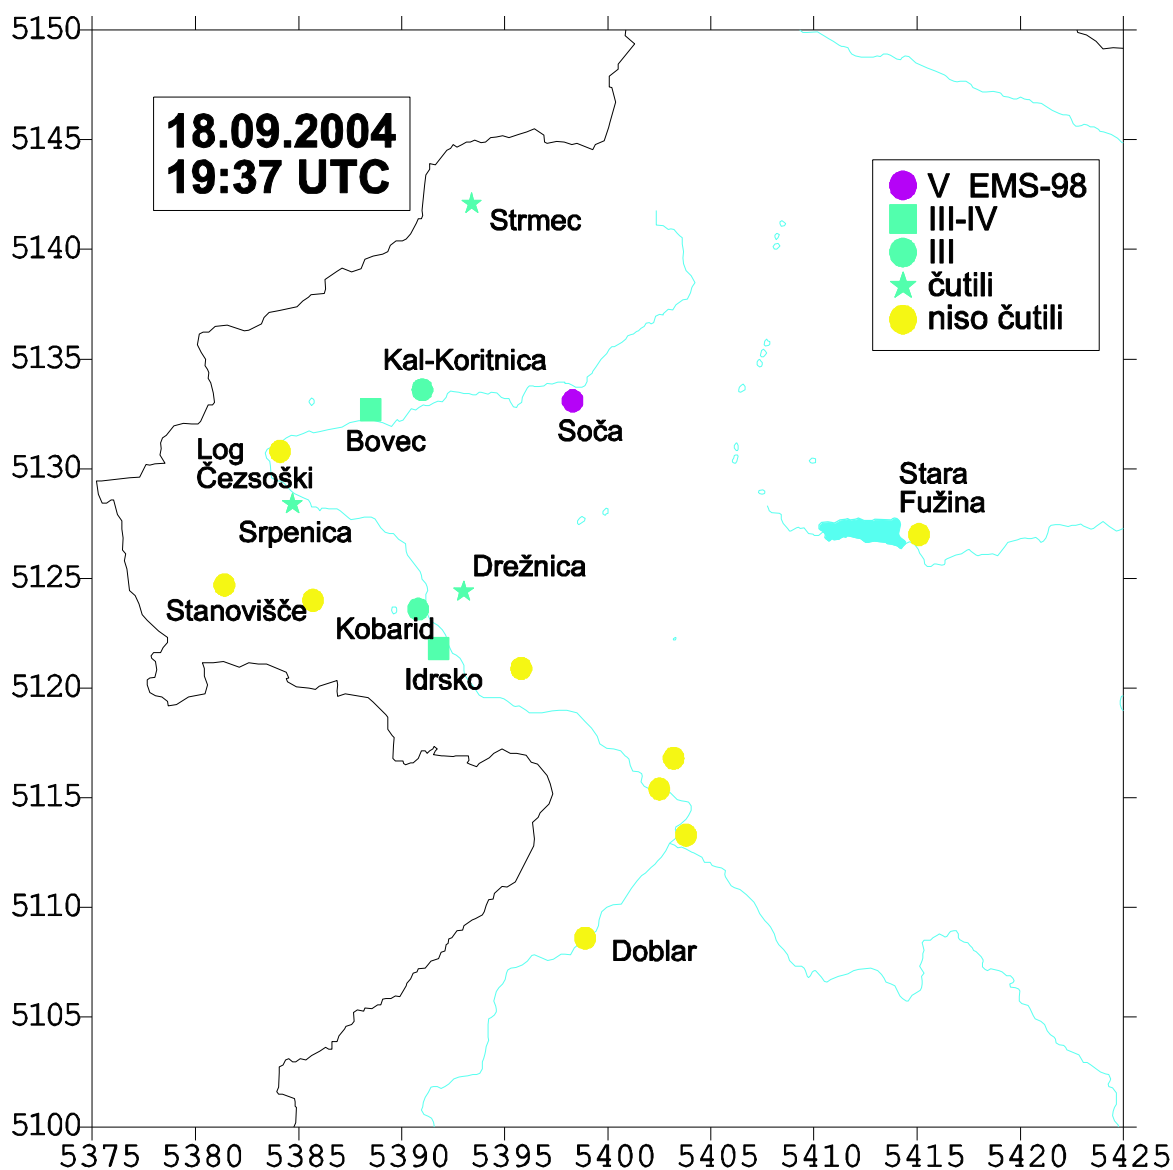 5150
5145
5140
5135
5130
5125
5120
5115
5110
5105
5100
5375 5380 5385 5390 5395 5400 5405 5410 5415 5420 5425
18.09.2004
19:37 UTC
V EMS-98
III-IV
III
čutili
niso čutili
Strmec
Kal-Koritnica
Bovec
Soča
Log
Čezsoški
Srpenica
Stara
Fužina
Drežnica
Stanovišče
Kobarid
Idrsko
Doblar